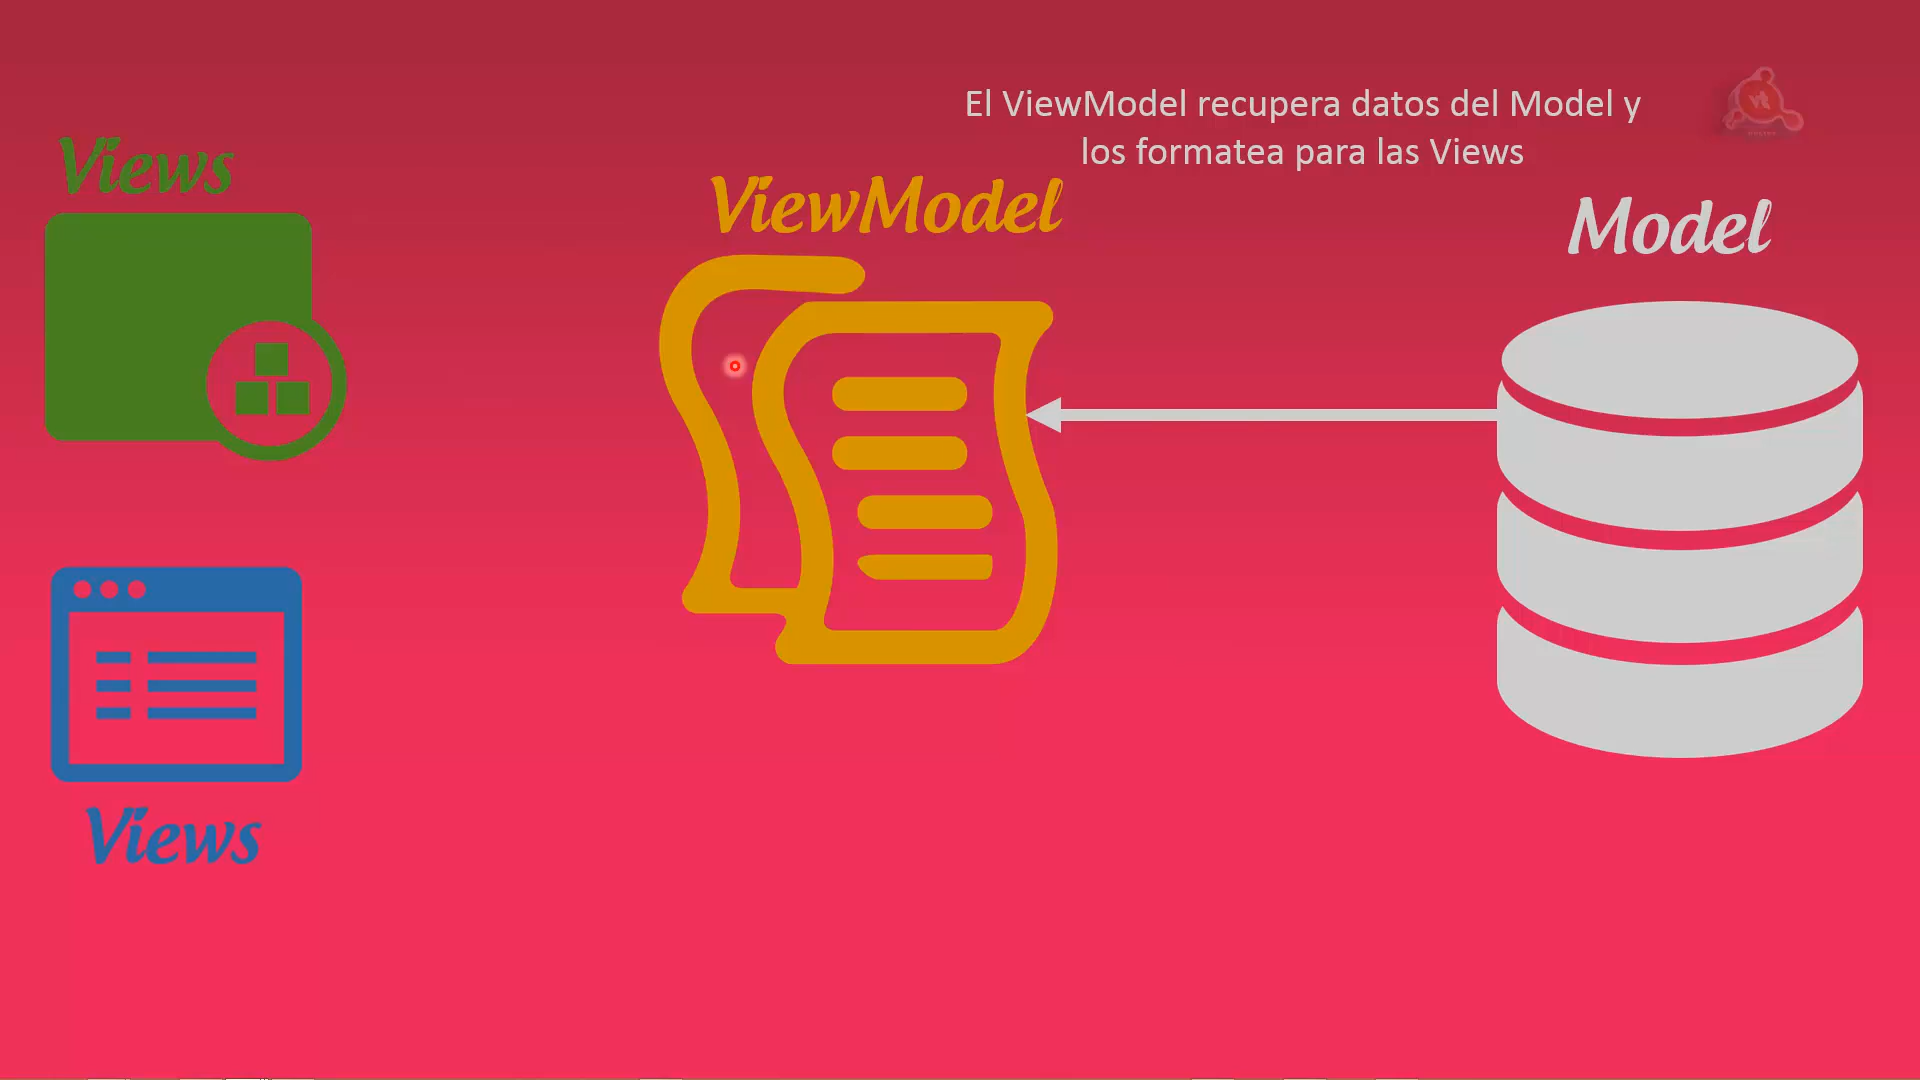 El ViewModel recupera datos del Model y
los formatea para las Views
Views
ViewModel
Model
Views